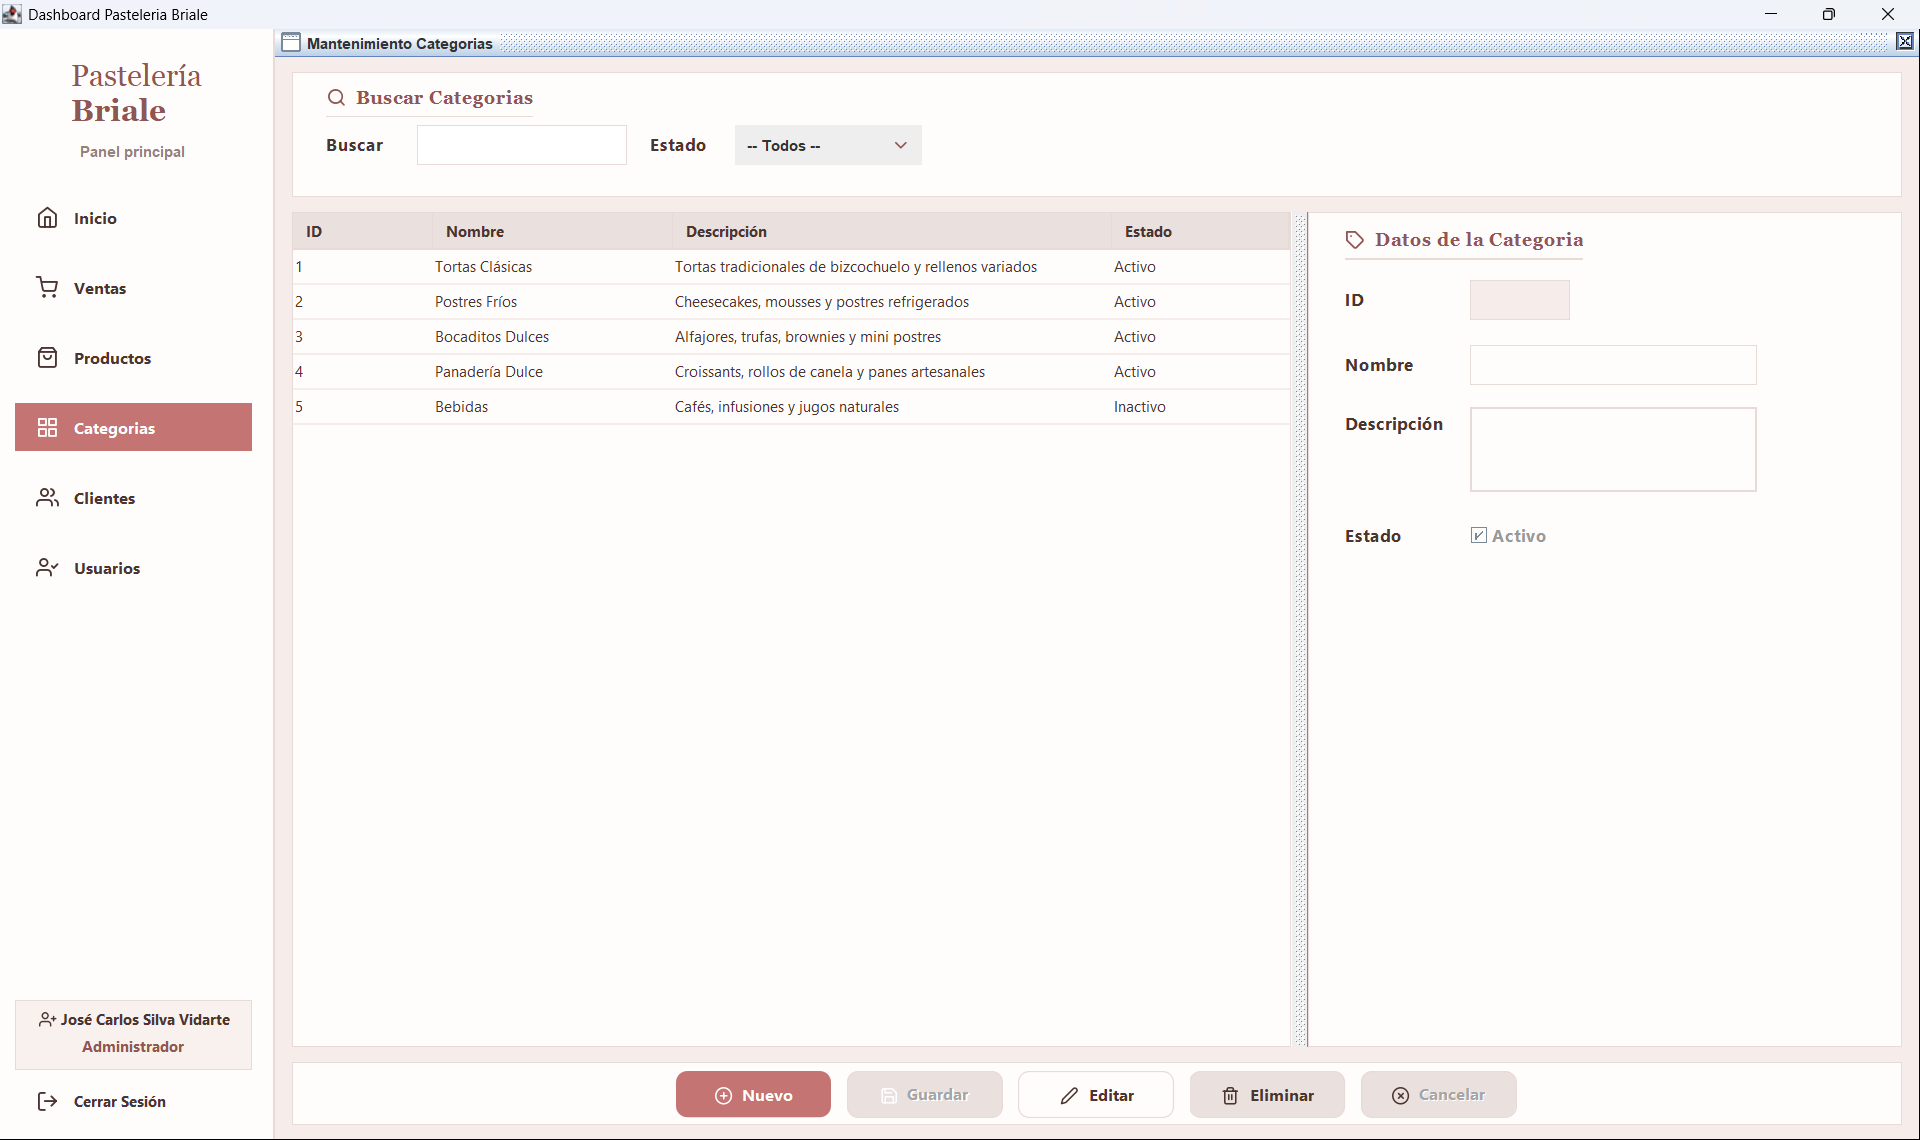 Dashboard Pasteleria Briale
Pastelería
Briale
Panel principal
Inicio
Ventas
Productos
Categorias
Clientes
Usuarios
José Carlos Silva Vidarte
Administrador
Cerrar Sesión
Mantenimiento Categorias
Buscar Categorias
Buscar
Estado
-- Todos --
ID Nombre Descripción Estado
1 Tortas Clásicas Tortas tradicionales de bizcochuelo y rellenos variados Activo
2 Postres Fríos Cheesecakes, mousses y postres refrigerados Activo
3 Bocaditos Dulces Alfajores, trufas, brownies y mini postres Activo
4 Panadería Dulce Croissants, rollos de canela y panes artesanales Activo
5 Bebidas Cafés, infusiones y jugos naturales Inactivo
Datos de la Categoria
ID
Nombre
Descripción
Estado Activo
Nuevo Guardar Editar Eliminar Cancelar